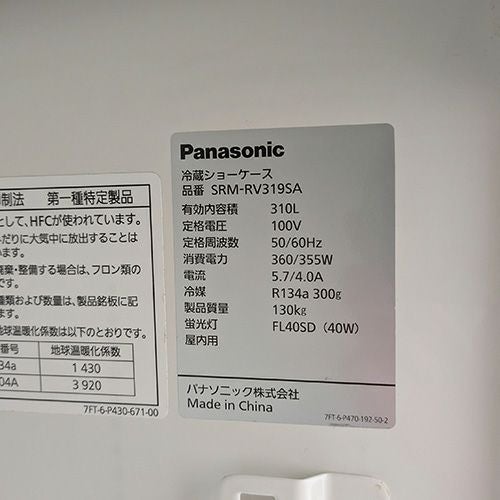 制法 第一種特定製品
して、HFCが使われています。
だりに大気中に放出することは
す。
廃棄・整備する場合は、フロン類の
です。
種類および数量は、製品銘板に記
す。
温暖化係数は以下のとおりです。
番号 地球温暖化係数
34a 1 430
04A 3 920
7FT-6-P430-671-00
Panasonic
冷蔵ショーケース
品番 SRM-RV319SA
有効内容積 310L
定格電圧 100V
定格周波数 50/60Hz
消費電力 360/355W
電流 5.7/4.0A
冷媒 R134a 300g
製品質量 130kg
蛍光灯 FL40SD (40W)
屋内用
パナソニック株式会社
Made in China
7FT-6-P470-192-50-2